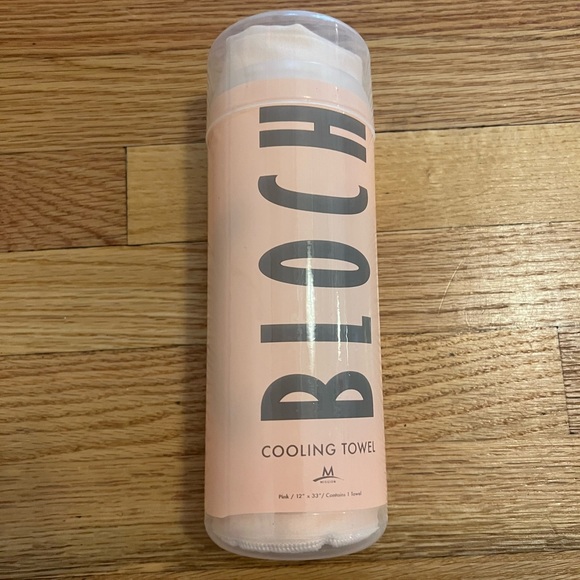 BLOCH
COOLING TOWEL
M
MISSION
Pink / 12" x 33" / Contains 1 Towel